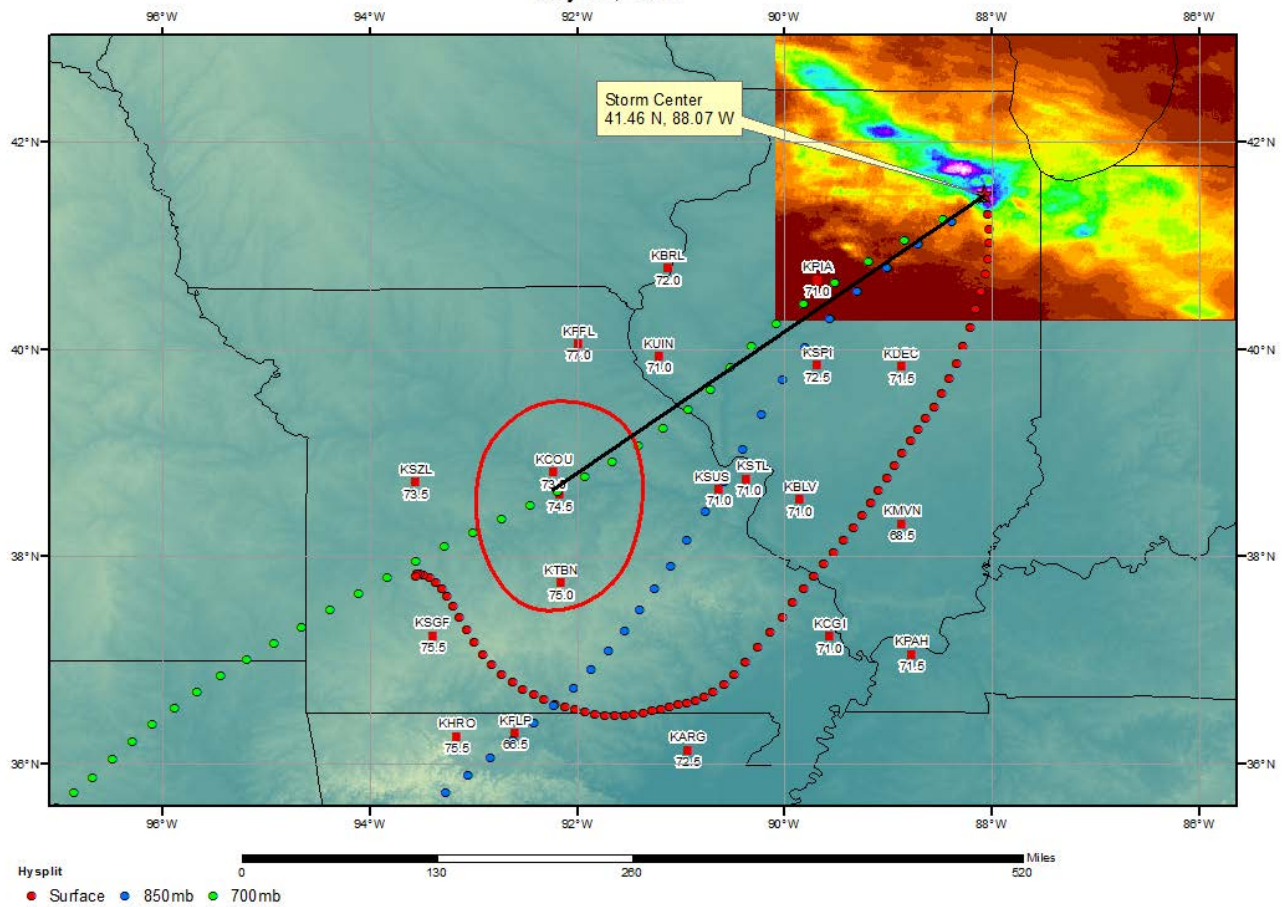 96°W 94°W 92°W 90°W 88°W 86°W
Storm Center
41.46 N, 88.07 W
42°N 42°N
KBRL
72.0
KPIA
71.0
KFFL
77.0
KUIN
71.0
KSPI
72.5
KDEC
71.5
40°N 40°N
KSZL
73.5
KCOU
74.5
KSUS
71.0
KSTL
71.0
KBLV
71.0
KMVN
68.5
38°N 38°N
KTBN
75.0
KSGF
75.5
KCGI
71.0
KPAH
71.5
KHRO
75.5
KFLP
66.5
KARG
72.5
36°N 36°N
96°W 94°W 92°W 90°W 88°W 86°W
Miles
0 130 260 520
Hysplit
Surface 850mb 700mb